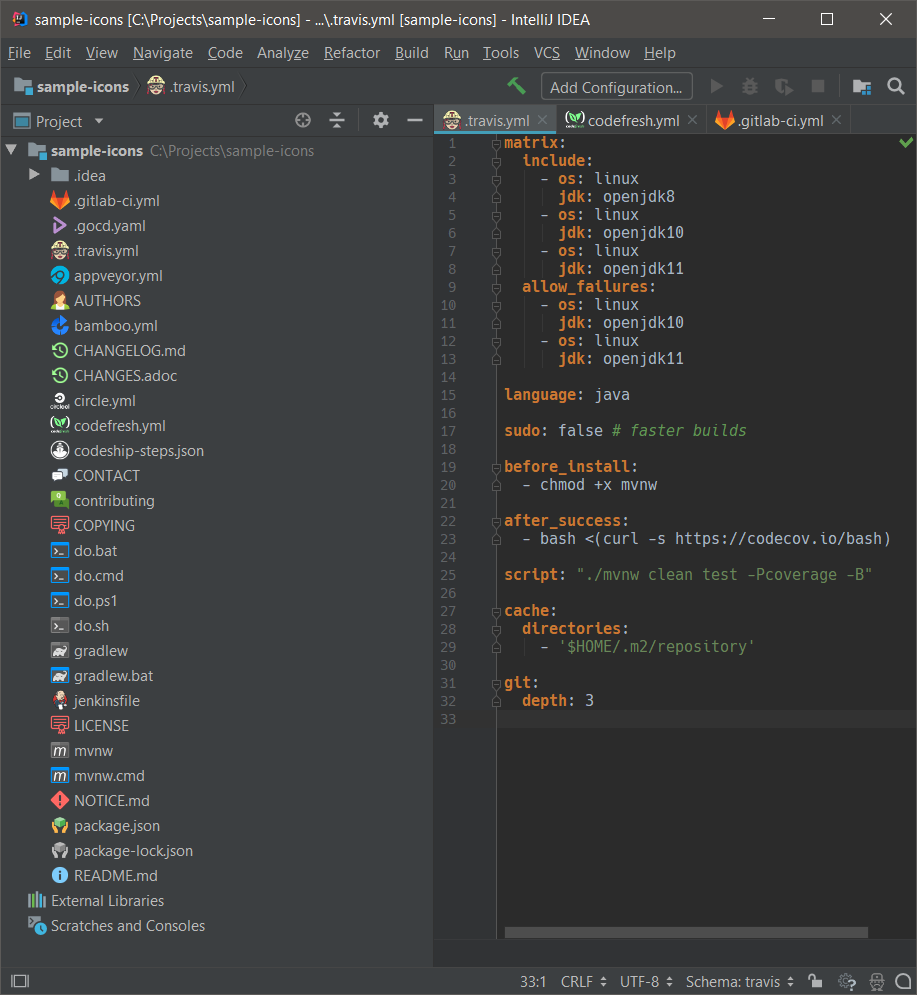 sample-icons [C:\Projects\sample-icons] - ...\.travis.yml [sample-icons] - IntelliJ IDEA
File Edit View Navigate Code Analyze Refactor Build Run Tools VCS Window Help
sample-icons .travis.yml Add Configuration...
Project
.travis.yml codefresh.yml .gitlab-ci.yml
sample-icons C:\Projects\sample-icons
.idea
.gitlab-ci.yml
.gocd.yaml
.travis.yml
appveyor.yml
AUTHORS
bamboo.yml
CHANGELOG.md
CHANGES.adoc
circle.yml
codefresh.yml
codeship-steps.json
CONTACT
contributing
COPYING
do.bat
do.cmd
do.ps1
do.sh
gradlew
gradlew.bat
jenkinsfile
LICENSE
mvnw
mvnw.cmd
NOTICE.md
package.json
package-lock.json
README.md
External Libraries
Scratches and Consoles
1 matrix:
2 include:
3 - os: linux
4 jdk: openjdk8
5 - os: linux
6 jdk: openjdk10
7 - os: linux
8 jdk: openjdk11
9 allow_failures:
10 - os: linux
11 jdk: openjdk10
12 - os: linux
13 jdk: openjdk11
14
15 language: java
16
17 sudo: false # faster builds
18
19 before_install:
20 - chmod +x mvnw
21
22 after_success:
23 - bash <(curl -s https://codecov.io/bash)
24
25 script: "./mvnw clean test -Pcoverage -B"
26
27 cache:
28 directories:
29 - '$HOME/.m2/repository'
30
31 git:
32 depth: 3
33
33:1 CRLF UTF-8 Schema: travis